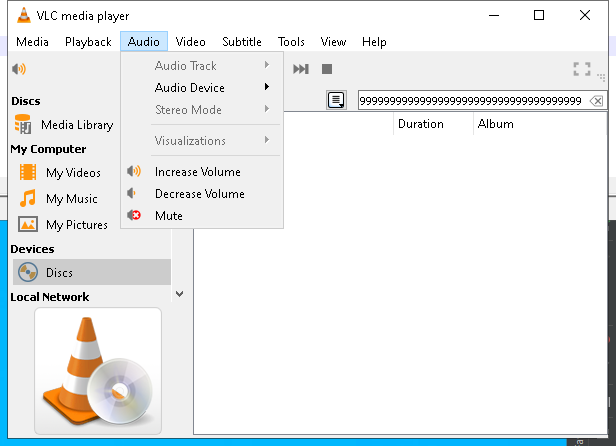 VLC media player
Media Playback Audio Video Subtitle Tools View Help
Audio Track
Audio Device
Stereo Mode
Visualizations
Increase Volume
Decrease Volume
Mute
Discs
Media Library
My Computer
My Videos
My Music
My Pictures
Devices
Discs
Local Network
9999999999999999999999999999999999999
Duration Album